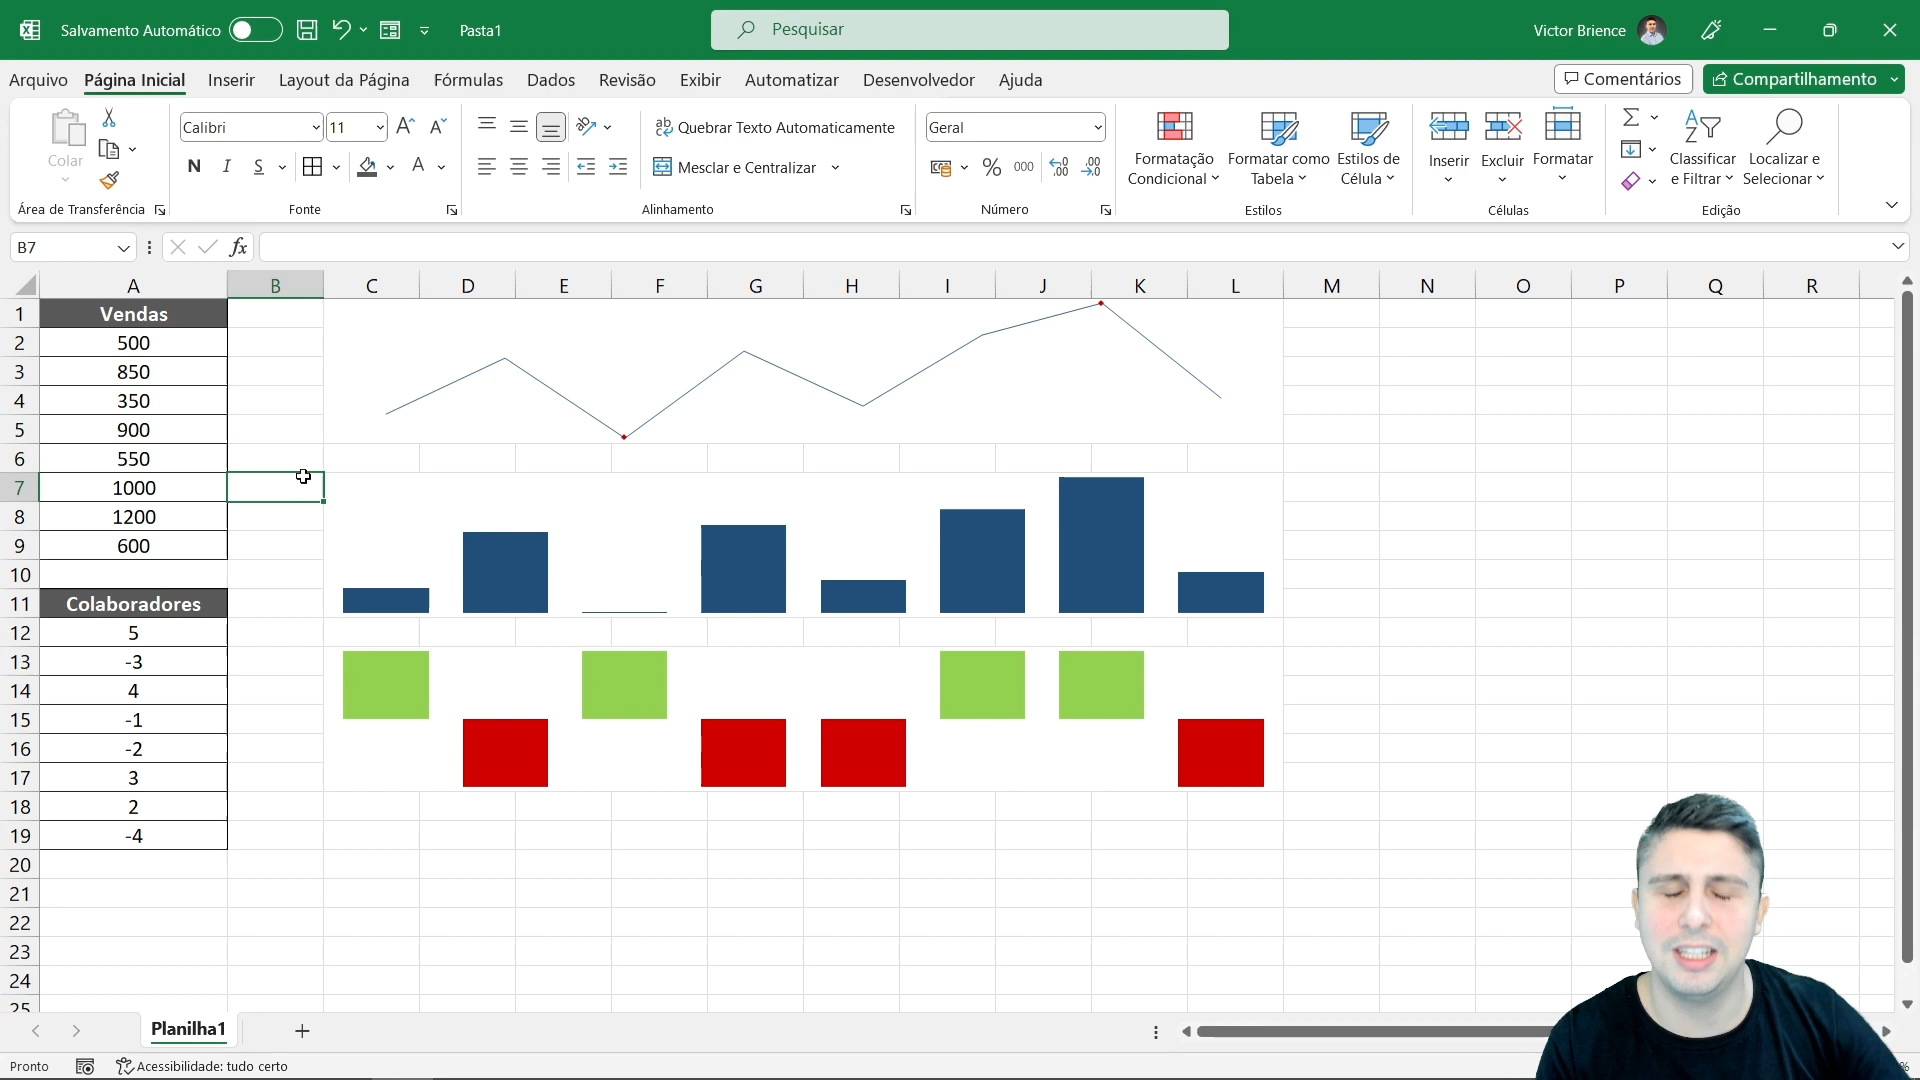 Salvamento Automático
Pasta1
Pesquisar
Victor Brience
Arquivo Página Inicial Inserir Layout da Página Fórmulas Dados Revisão Exibir Automatizar Desenvolvedor Ajuda
Comentários Compartilhamento
Colar
Área de Transferência
Calibri 11
N I S A
Fonte
Quebrar Texto Automaticamente
Mesclar e Centralizar
Alinhamento
Geral
% 000
Número
Formatação Condicional
Formatar como Tabela
Estilos de Célula
Estilos
Inserir Excluir Formatar
Células
Classificar e Filtrar
Localizar e Selecionar
Edição
B7 fx
A B C D E F G H I J K L M N O P Q R
1 Vendas
2 500
3 850
4 350
5 900
6 550
7 1000
8 1200
9 600
10
11 Colaboradores
12 5
13 -3
14 4
15 -1
16 -2
17 3
18 2
19 -4
20
21
22
23
24
25
Planilha1
Pronto Acessibilidade: tudo certo